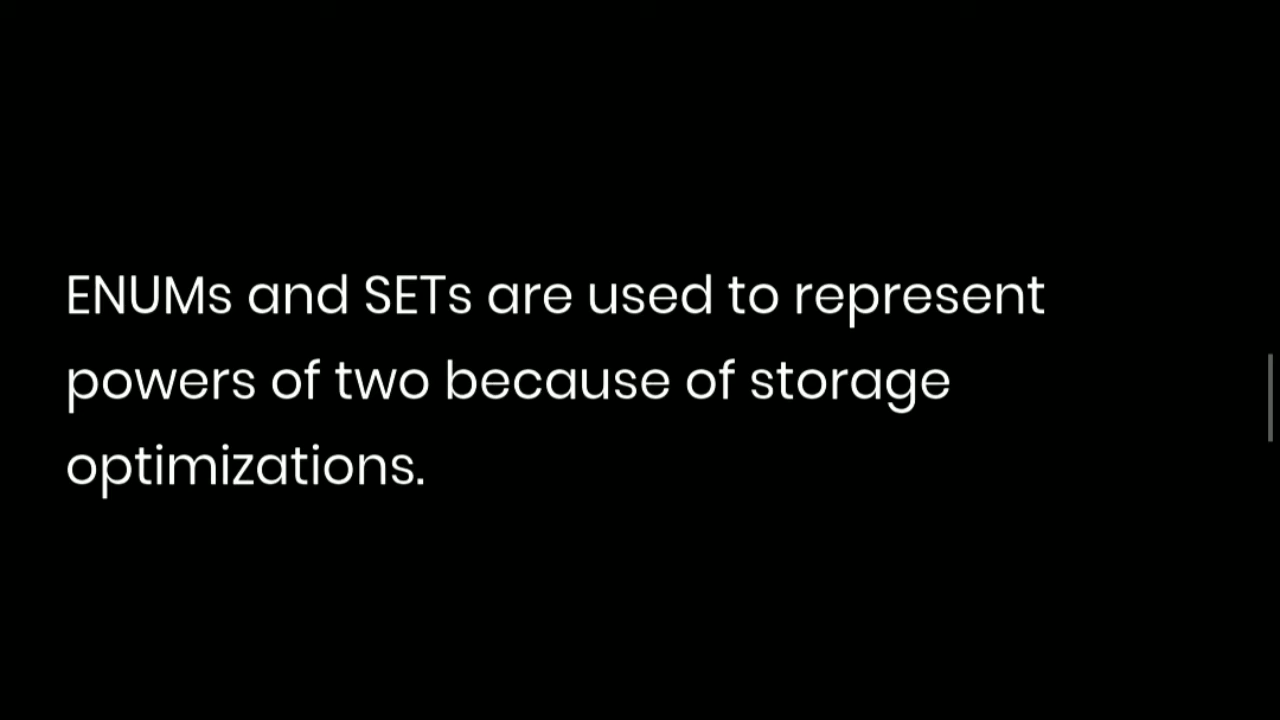 ENUMs and SETs are used to represent
powers of two because of storage
optimizations.